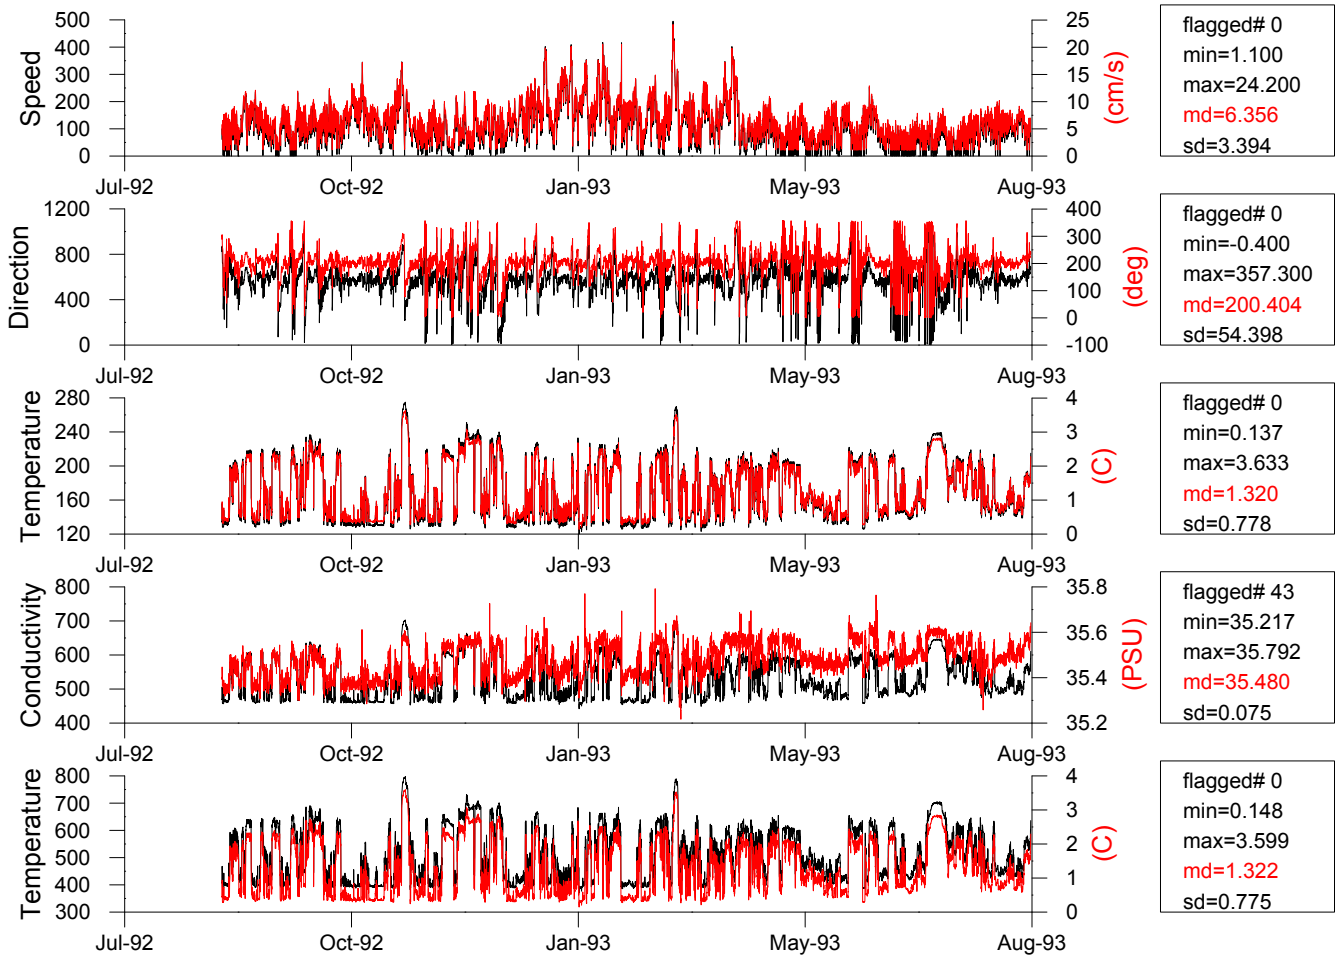 Speed
500
400
300
200
100
0
25
20
15
10
5
0
(cm/s)
Jul-92 Oct-92 Jan-93 May-93 Aug-93
flagged# 0
min=1.100
max=24.200
md=6.356
sd=3.394
Direction
1200
800
400
0
400
300
200
100
0
-100
(deg)
Jul-92 Oct-92 Jan-93 May-93 Aug-93
flagged# 0
min=-0.400
max=357.300
md=200.404
sd=54.398
Temperature
280
240
200
160
120
4
3
2
1
0
(C)
Jul-92 Oct-92 Jan-93 May-93 Aug-93
flagged# 0
min=0.137
max=3.633
md=1.320
sd=0.778
Conductivity
800
700
600
500
400
35.8
35.6
35.4
35.2
(PSU)
Jul-92 Oct-92 Jan-93 May-93 Aug-93
flagged# 43
min=35.217
max=35.792
md=35.480
sd=0.075
Temperature
800
700
600
500
400
300
4
3
2
1
0
(C)
Jul-92 Oct-92 Jan-93 May-93 Aug-93
flagged# 0
min=0.148
max=3.599
md=1.322
sd=0.775